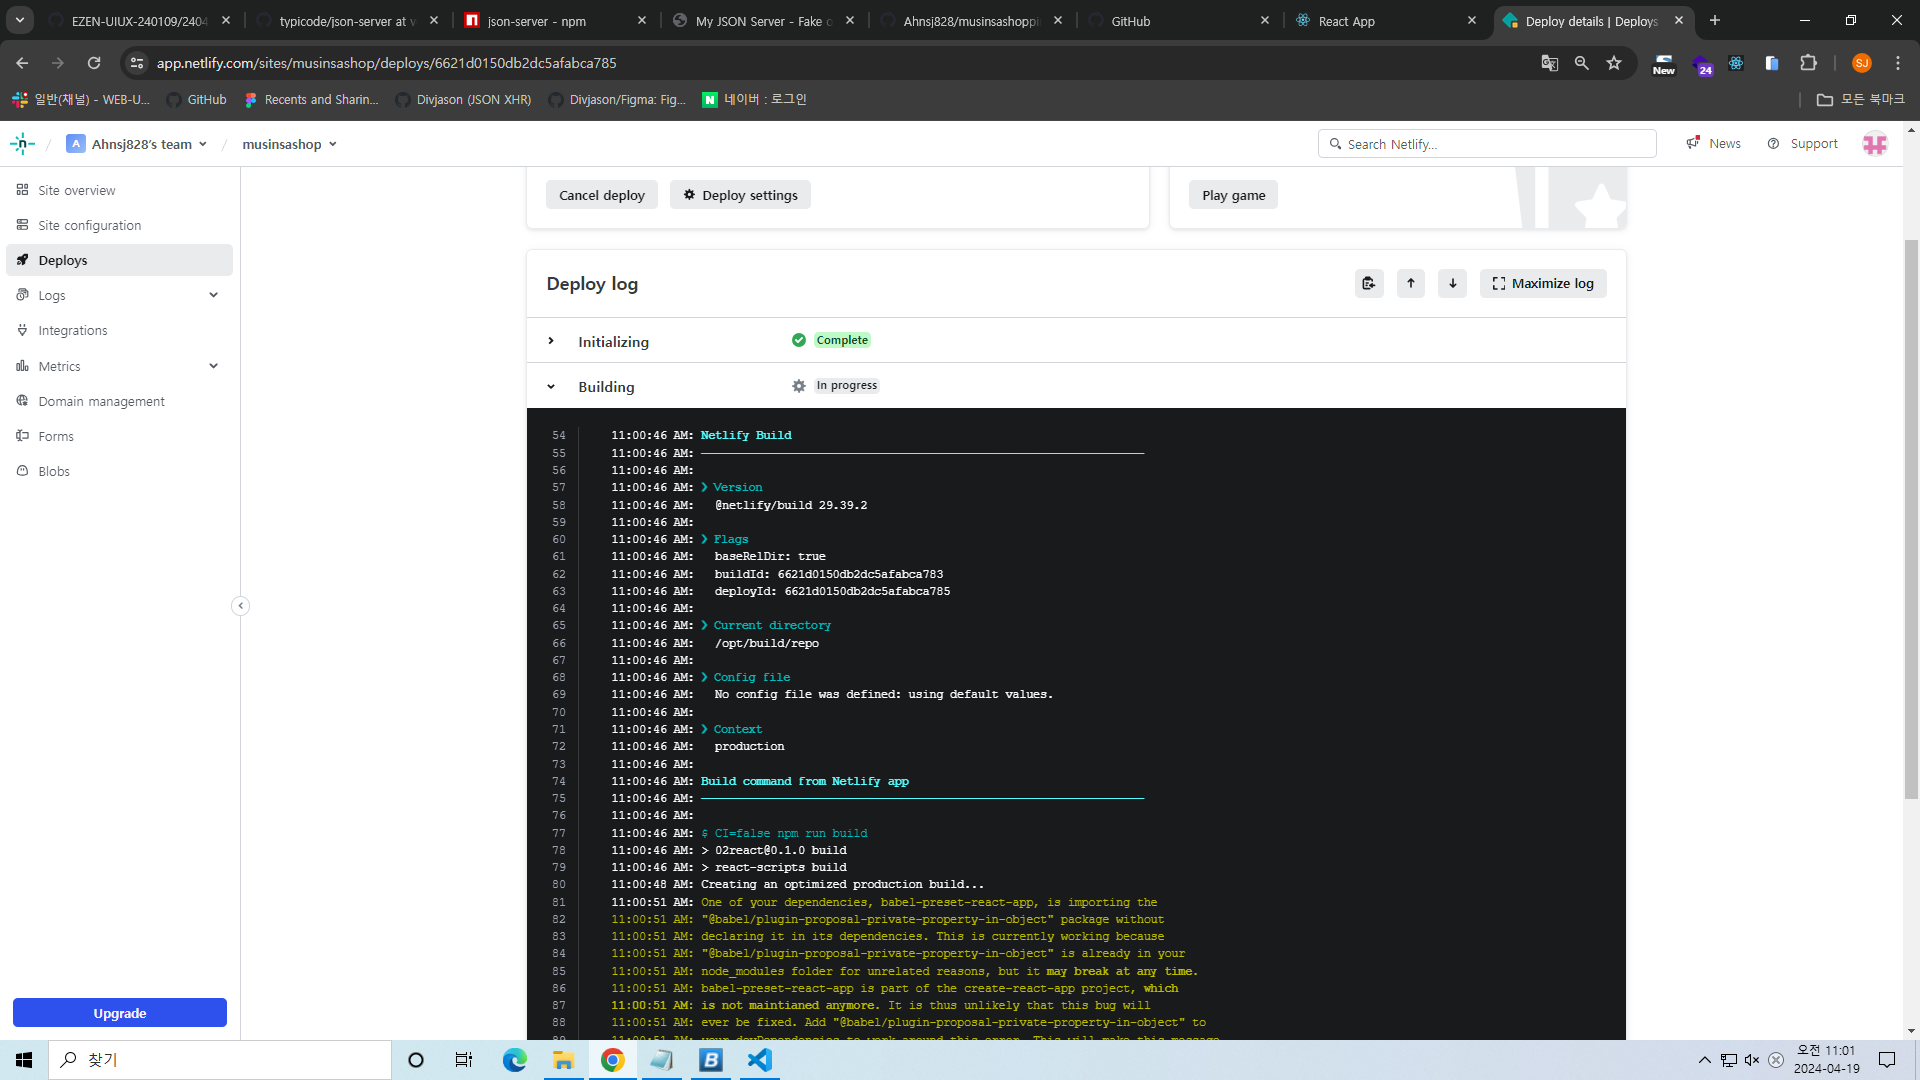 EZEN-UIUX-240109/2404
typicode/json-server at v
json-server - npm
My JSON Server - Fake o
Ahnsj828/musinsashoppi
GitHub
React App
Deploy details | Deploys
app.netlify.com/sites/musinsashop/deploys/6621d0150db2dc5afabca785
New
24
SJ
일반(채널) - WEB-U...
GitHub
Recents and Sharin...
Divjason (JSON XHR)
Divjason/Figma: Fig...
네이버 : 로그인
모든 북마크
A Ahnsj828's team
musinsashop
Search Netlify...
News
Support
Site overview
Site configuration
Deploys
Logs
Integrations
Metrics
Domain management
Forms
Blobs
Upgrade
Cancel deploy
Deploy settings
Play game
Deploy log
Maximize log
Initializing
Complete
Building
In progress
54 11:00:46 AM: Netlify Build
55 11:00:46 AM: ────────────────────────────────────────────────────────────────
56 11:00:46 AM:
57 11:00:46 AM: ❯ Version
58 11:00:46 AM: @netlify/build 29.39.2
59 11:00:46 AM:
60 11:00:46 AM: ❯ Flags
61 11:00:46 AM: baseRelDir: true
62 11:00:46 AM: buildId: 6621d0150db2dc5afabca783
63 11:00:46 AM: deployId: 6621d0150db2dc5afabca785
64 11:00:46 AM:
65 11:00:46 AM: ❯ Current directory
66 11:00:46 AM: /opt/build/repo
67 11:00:46 AM:
68 11:00:46 AM: ❯ Config file
69 11:00:46 AM: No config file was defined: using default values.
70 11:00:46 AM:
71 11:00:46 AM: ❯ Context
72 11:00:46 AM: production
73 11:00:46 AM:
74 11:00:46 AM: Build command from Netlify app
75 11:00:46 AM: ────────────────────────────────────────────────────────────────
76 11:00:46 AM:
77 11:00:46 AM: $ CI=false npm run build
78 11:00:46 AM: > 02react@0.1.0 build
79 11:00:46 AM: > react-scripts build
80 11:00:48 AM: Creating an optimized production build...
81 11:00:51 AM: One of your dependencies, babel-preset-react-app, is importing the
82 11:00:51 AM: "@babel/plugin-proposal-private-property-in-object" package without
83 11:00:51 AM: declaring it in its dependencies. This is currently working because
84 11:00:51 AM: "@babel/plugin-proposal-private-property-in-object" is already in your
85 11:00:51 AM: node_modules folder for unrelated reasons, but it may break at any time.
86 11:00:51 AM: babel-preset-react-app is part of the create-react-app project, which
87 11:00:51 AM: is not maintianed anymore. It is thus unlikely that this bug will
88 11:00:51 AM: ever be fixed. Add "@babel/plugin-proposal-private-property-in-object" to
89 11:00:51 AM: your devDependencies to work around this error. This will make this message
찾기
오전 11:01
2024-04-19